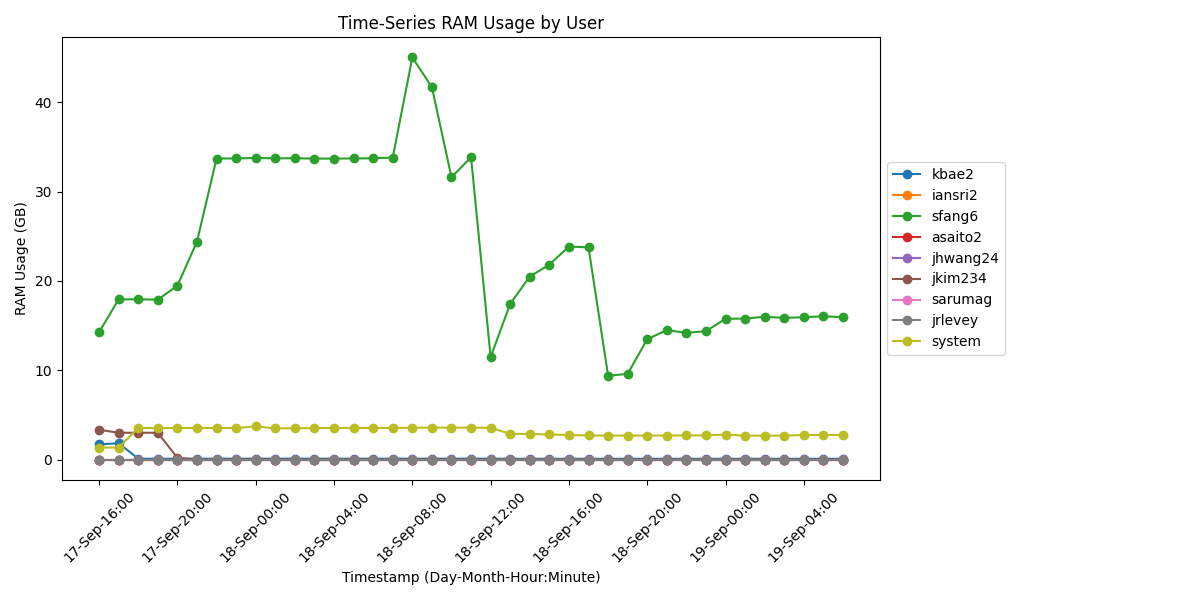 Time-Series RAM Usage by User
RAM Usage (GB)
40
30
20
10
0
17-Sep-16:00
17-Sep-20:00
18-Sep-00:00
18-Sep-04:00
18-Sep-08:00
18-Sep-12:00
18-Sep-16:00
18-Sep-20:00
19-Sep-00:00
19-Sep-04:00
Timestamp (Day-Month-Hour:Minute)
kbae2
iansri2
sfang6
asaito2
jhwang24
jkim234
sarumag
jrlevey
system